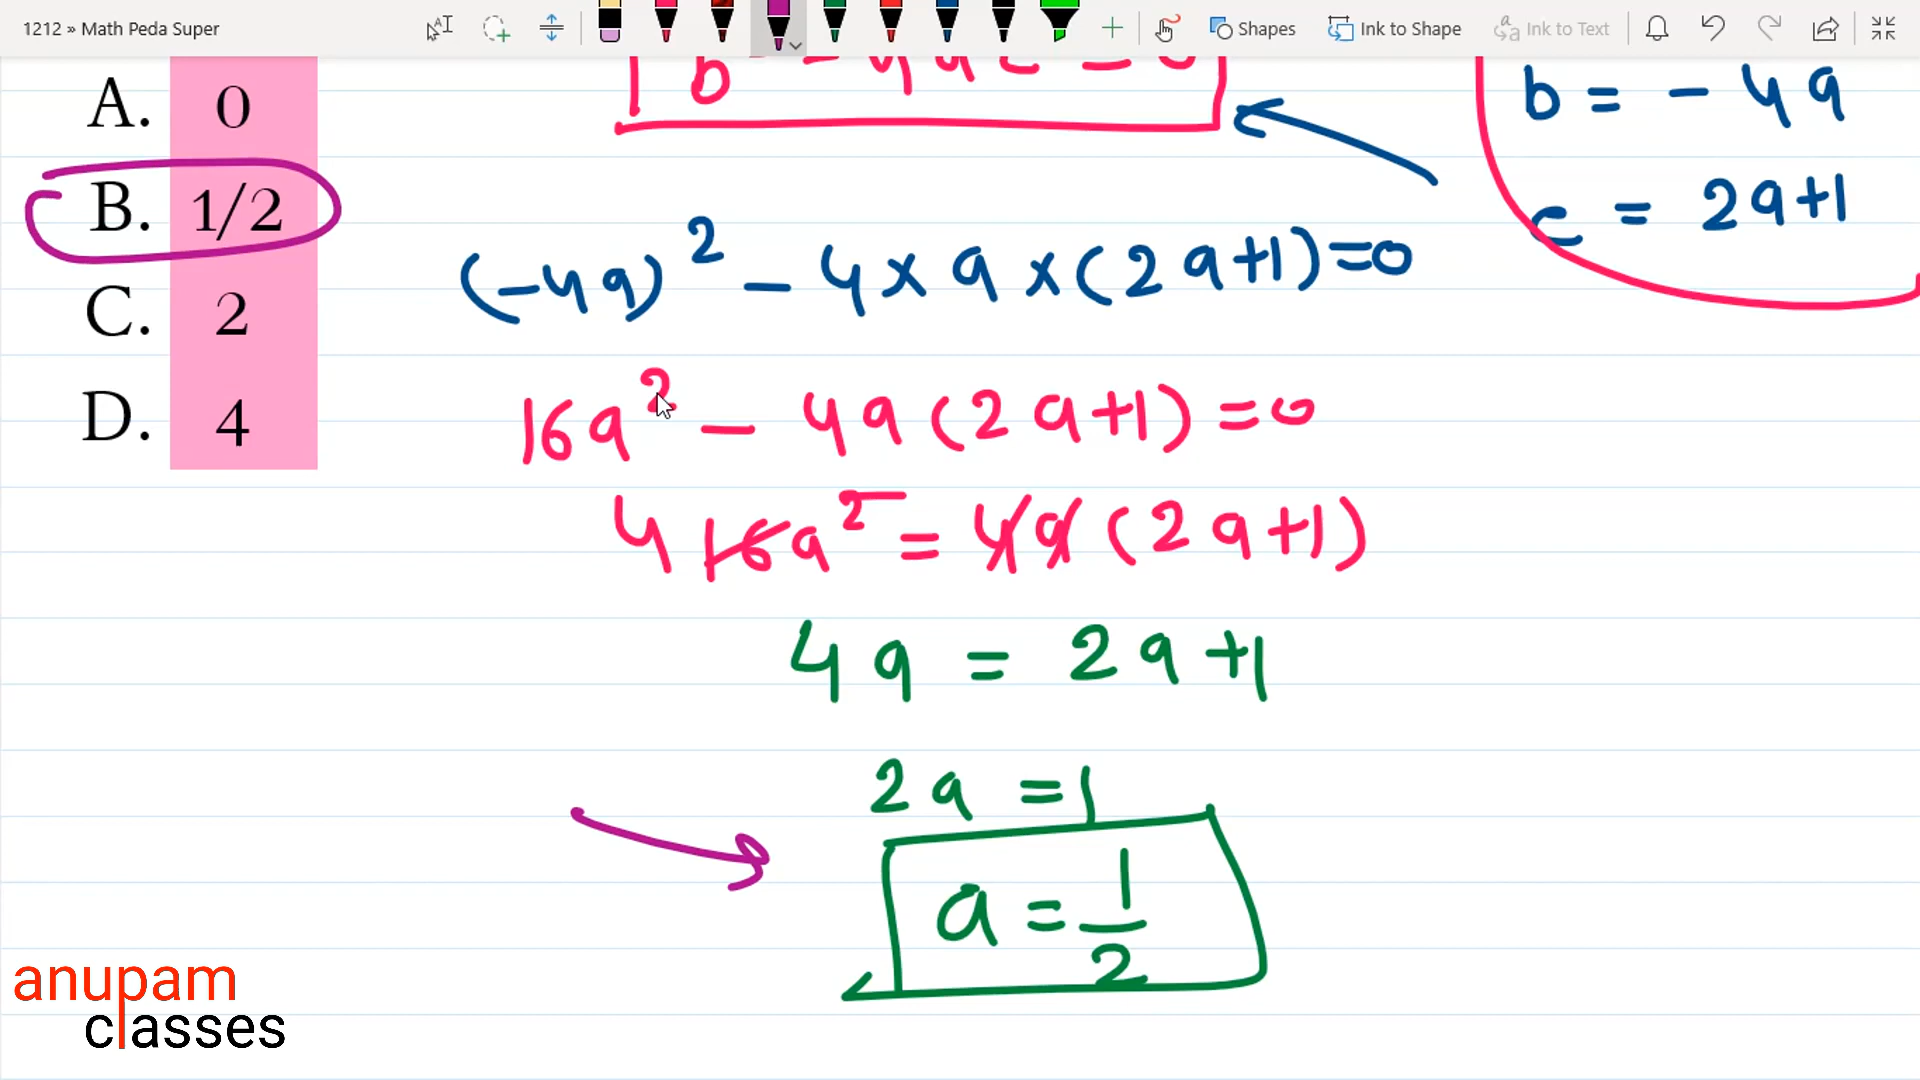 1212 » Math Peda Super
Shapes
Ink to Shape
Ink to Text
A. 0
B. 1/2
C. 2
D. 4
b = - 4a
c = 2a+1
(-4a)² - 4 × a × (2a+1) = 0
16a² - 4a (2a+1) = 0
4 16a² = 4a (2a+1)
4a = 2a+1
2a = 1
a = 1/2
anupam
classes